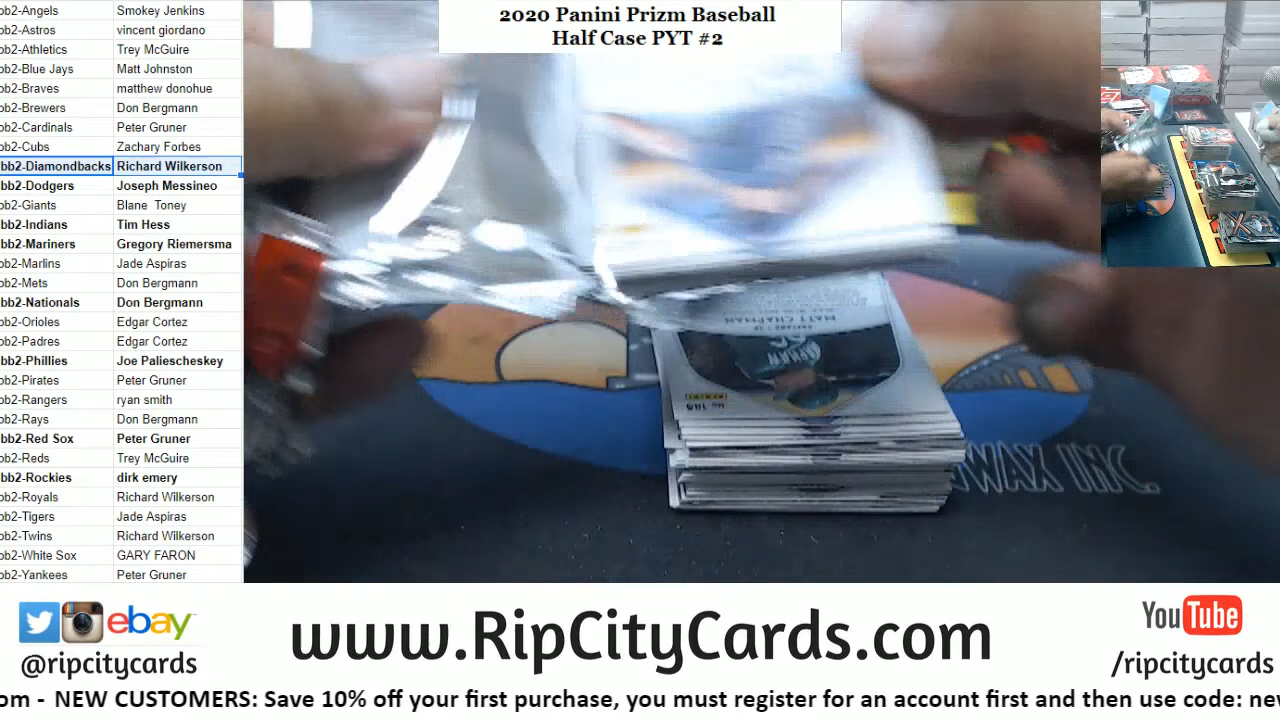 2020 Panini Prizm Baseball
Half Case PYT #2
bb2-Angels Smokey Jenkins
bb2-Astros vincent giordano
bb2-Athletics Trey McGuire
bb2-Blue Jays Matt Johnston
bb2-Braves matthew donohue
bb2-Brewers Don Bergmann
bb2-Cardinals Peter Gruner
bb2-Cubs Zachary Forbes
bb2-Diamondbacks Richard Wilkerson
bb2-Dodgers Joseph Messineo
bb2-Giants Blane Toney
bb2-Indians Tim Hess
bb2-Mariners Gregory Riemersma
bb2-Marlins Jade Aspiras
bb2-Mets Don Bergmann
bb2-Nationals Don Bergmann
bb2-Orioles Edgar Cortez
bb2-Padres Edgar Cortez
bb2-Phillies Joe Paliescheskey
bb2-Pirates Peter Gruner
bb2-Rangers ryan smith
bb2-Rays Don Bergmann
bb2-Red Sox Peter Gruner
bb2-Reds Trey McGuire
bb2-Rockies dirk emery
bb2-Royals Richard Wilkerson
bb2-Tigers Jade Aspiras
bb2-Twins Richard Wilkerson
bb2-White Sox GARY FARON
bb2-Yankees Peter Gruner
MATT CHAPMAN
WAX INC.
ebay
@ripcitycards
www.RipCityCards.com
YouTube
/ripcitycards
om - NEW CUSTOMERS: Save 10% off your first purchase, you must register for an account first and then use code: new